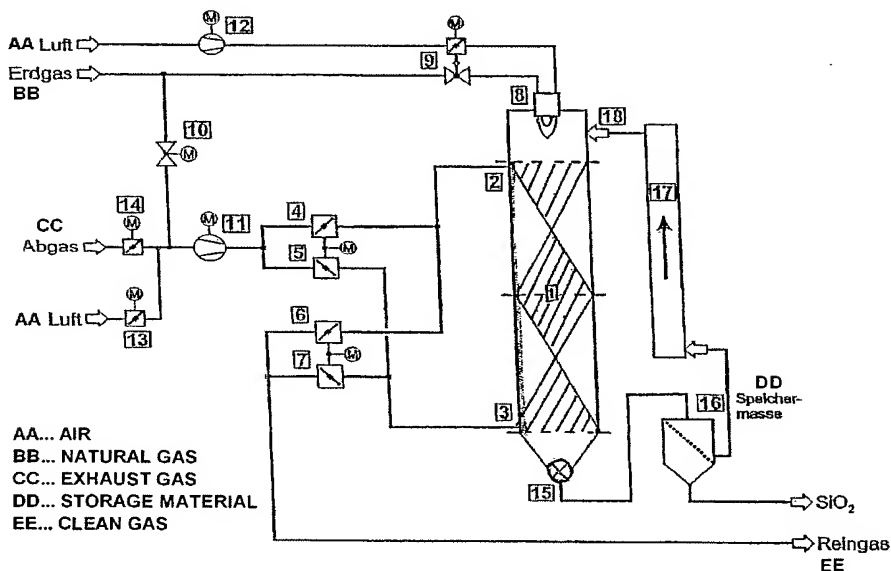 M 12 M
AA Luft
9
Erdgas
BB
8
18
10
M
2
17
14
CC M M 4
Abgas 11 M
5
1
M
AA Luft 6
13 7 M
DD
3 Speicher-
masse 16
AA... AIR
BB... NATURAL GAS
CC... EXHAUST GAS
DD... STORAGE MATERIAL
EE... CLEAN GAS
15
SiO₂
Reingas
EE